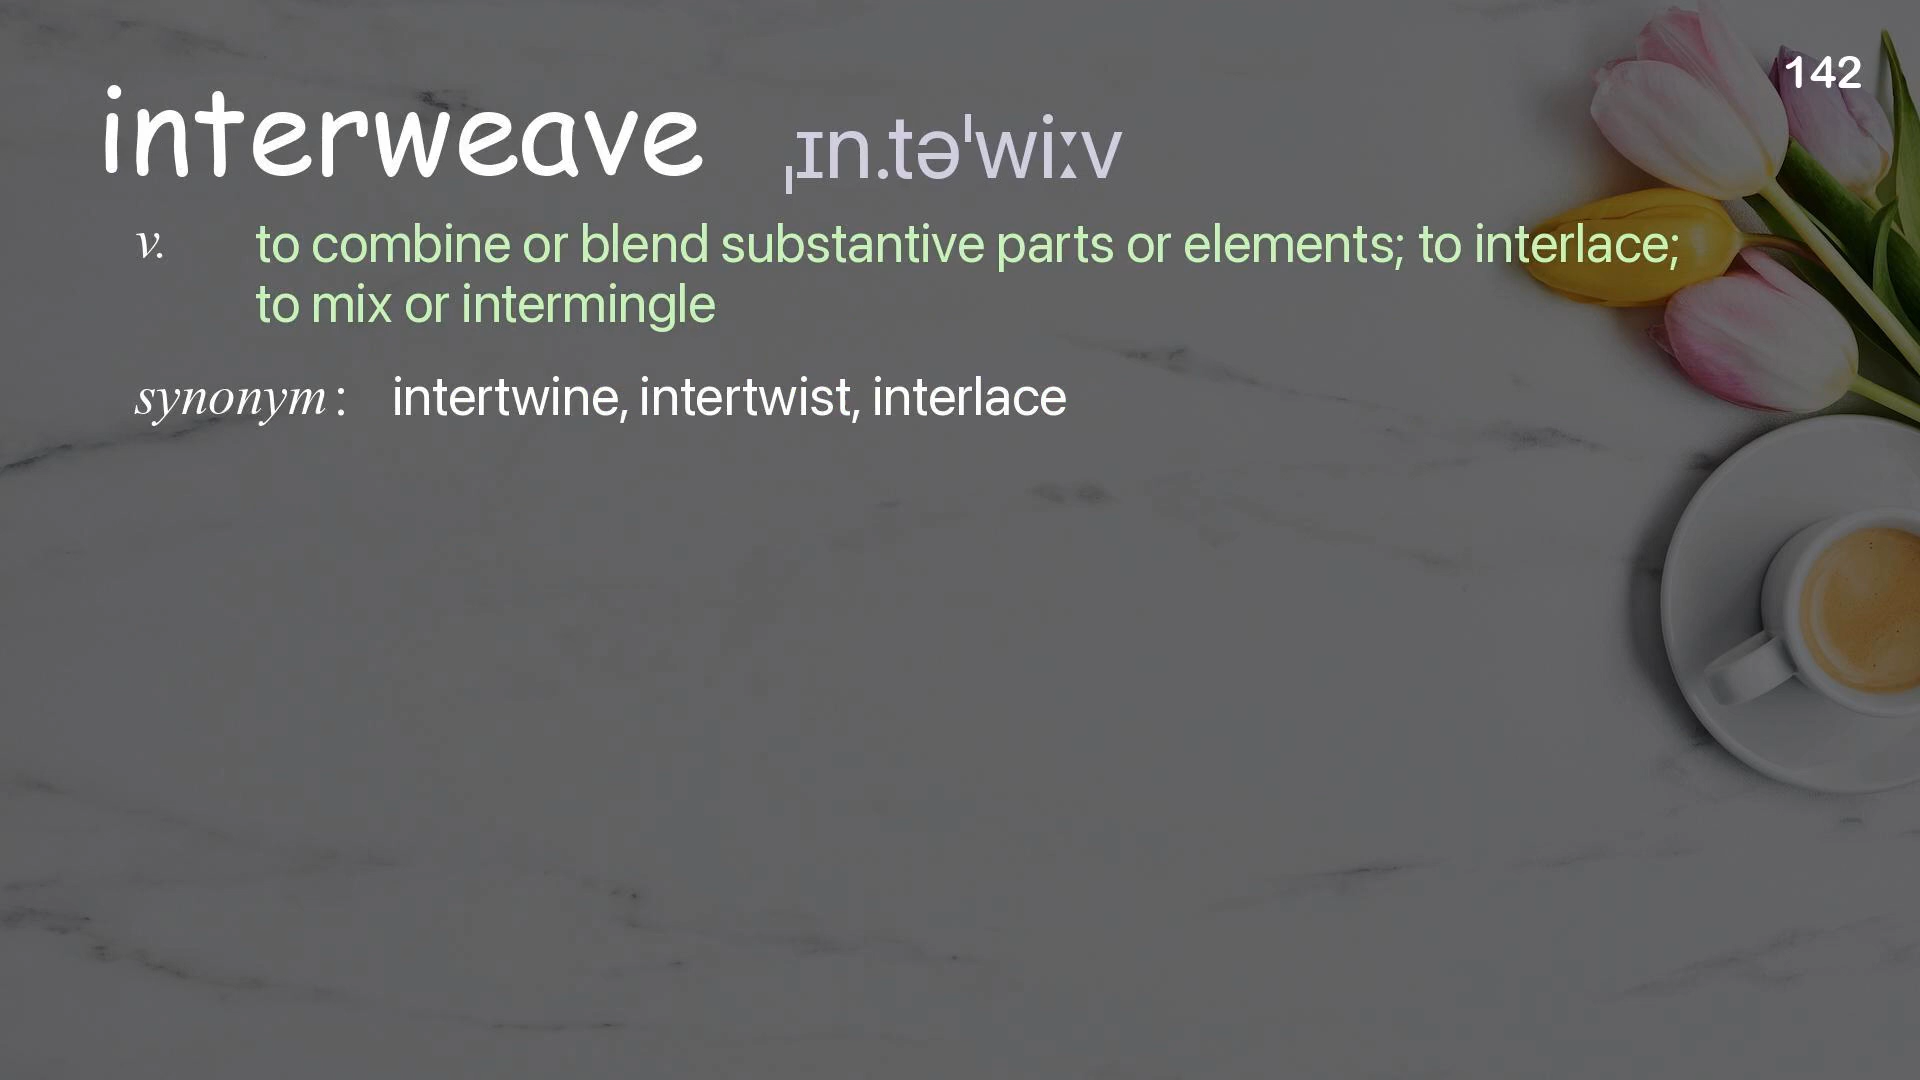 142
interweave ˌɪn.təˈwiːv
v. to combine or blend substantive parts or elements; to interlace;
to mix or intermingle
synonym : intertwine, intertwist, interlace